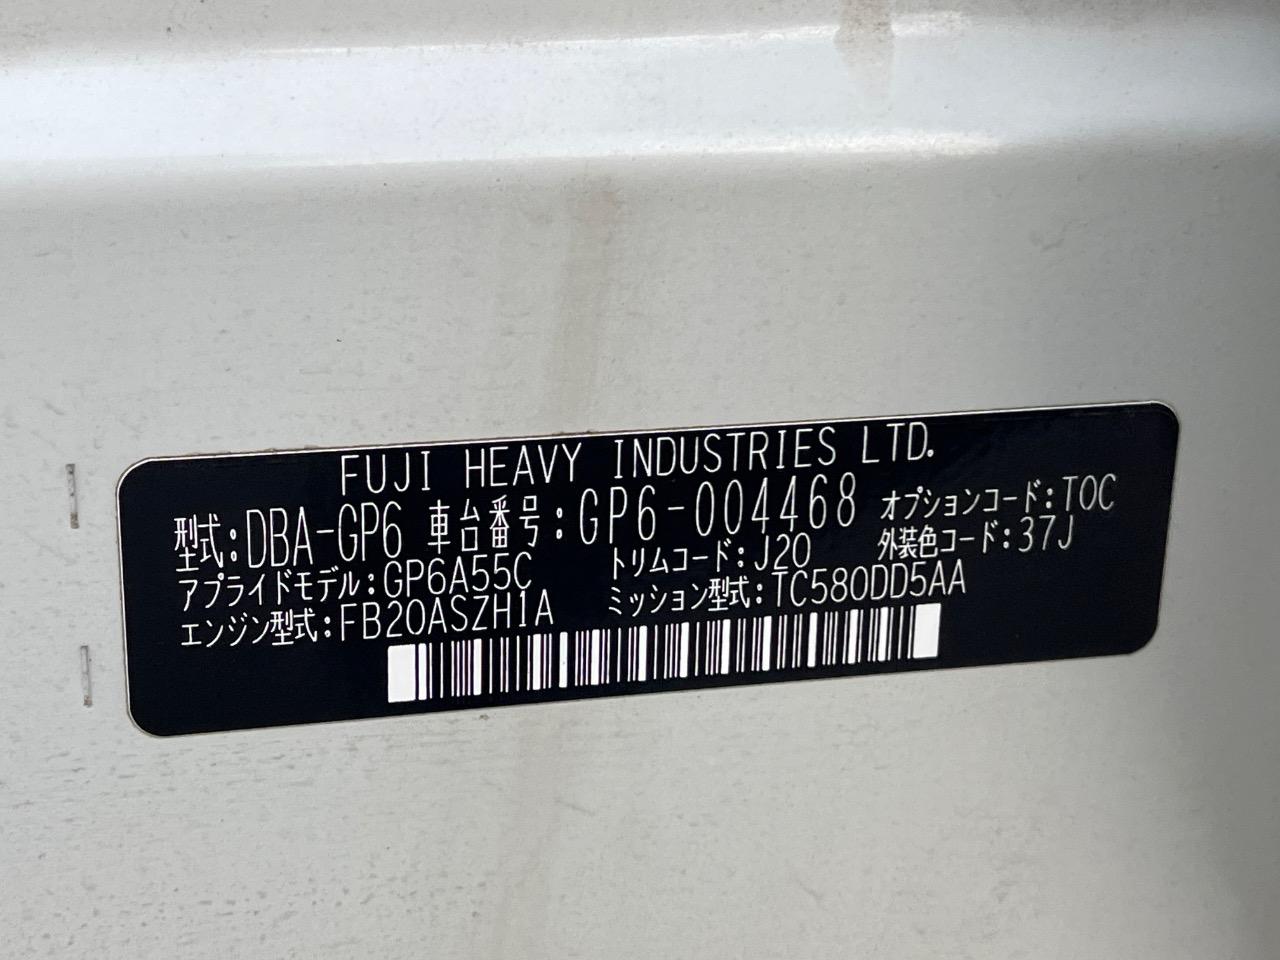 FUJI HEAVY INDUSTRIES LTD.
型式:DBA-GP6 車台番号:GP6-004468 オプションコード:TOC
アプライドモデル:GP6A55C トリムコード:J20 外装色コード:37J
エンジン型式:FB20ASZH1A ミッション型式:TC580DD5AA